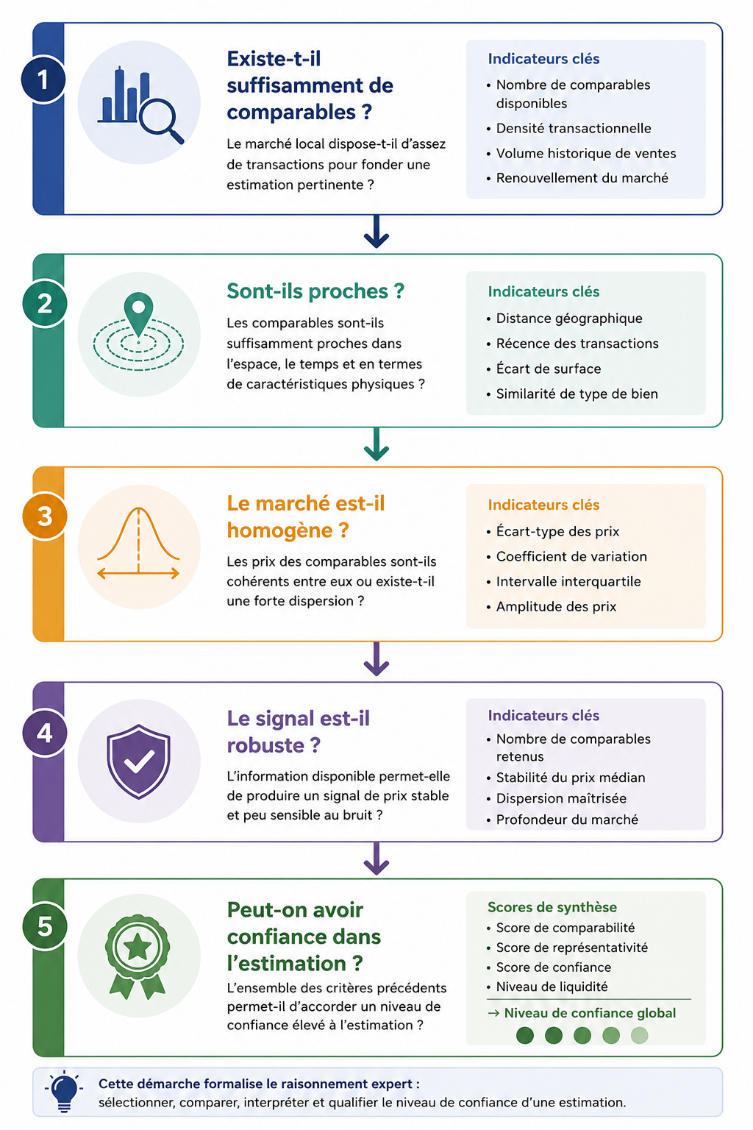 1
Existe-t-il
suffisamment de
comparables ?
Le marché local dispose-t-il d'assez
de transactions pour fonder une
estimation pertinente ?
Indicateurs clés
• Nombre de comparables
disponibles
• Densité transactionnelle
• Volume historique de ventes
• Renouvellement du marché
2
Sont-ils proches ?
Les comparables sont-ils
suffisamment proches dans
l'espace, le temps et en termes
de caractéristiques physiques ?
Indicateurs clés
• Distance géographique
• Récence des transactions
• Écart de surface
• Similarité de type de bien
3
Le marché est-il
homogène ?
Les prix des comparables sont-ils
cohérents entre eux ou existe-t-il
une forte dispersion ?
Indicateurs clés
• Écart-type des prix
• Coefficient de variation
• Intervalle interquartile
• Amplitude des prix
4
Le signal est-il
robuste ?
L'information disponible permet-elle
de produire un signal de prix stable
et peu sensible au bruit ?
Indicateurs clés
• Nombre de comparables
retenus
• Stabilité du prix médian
• Dispersion maîtrisée
• Profondeur du marché
5
Peut-on avoir
confiance dans
l'estimation ?
L'ensemble des critères précédents
permet-il d'accorder un niveau de
confiance élevé à l'estimation ?
Scores de synthèse
• Score de comparabilité
• Score de représentativité
• Score de confiance
• Niveau de liquidité
→ Niveau de confiance global
Cette démarche formalise le raisonnement expert :
sélectionner, comparer, interpréter et qualifier le niveau de confiance d'une estimation.